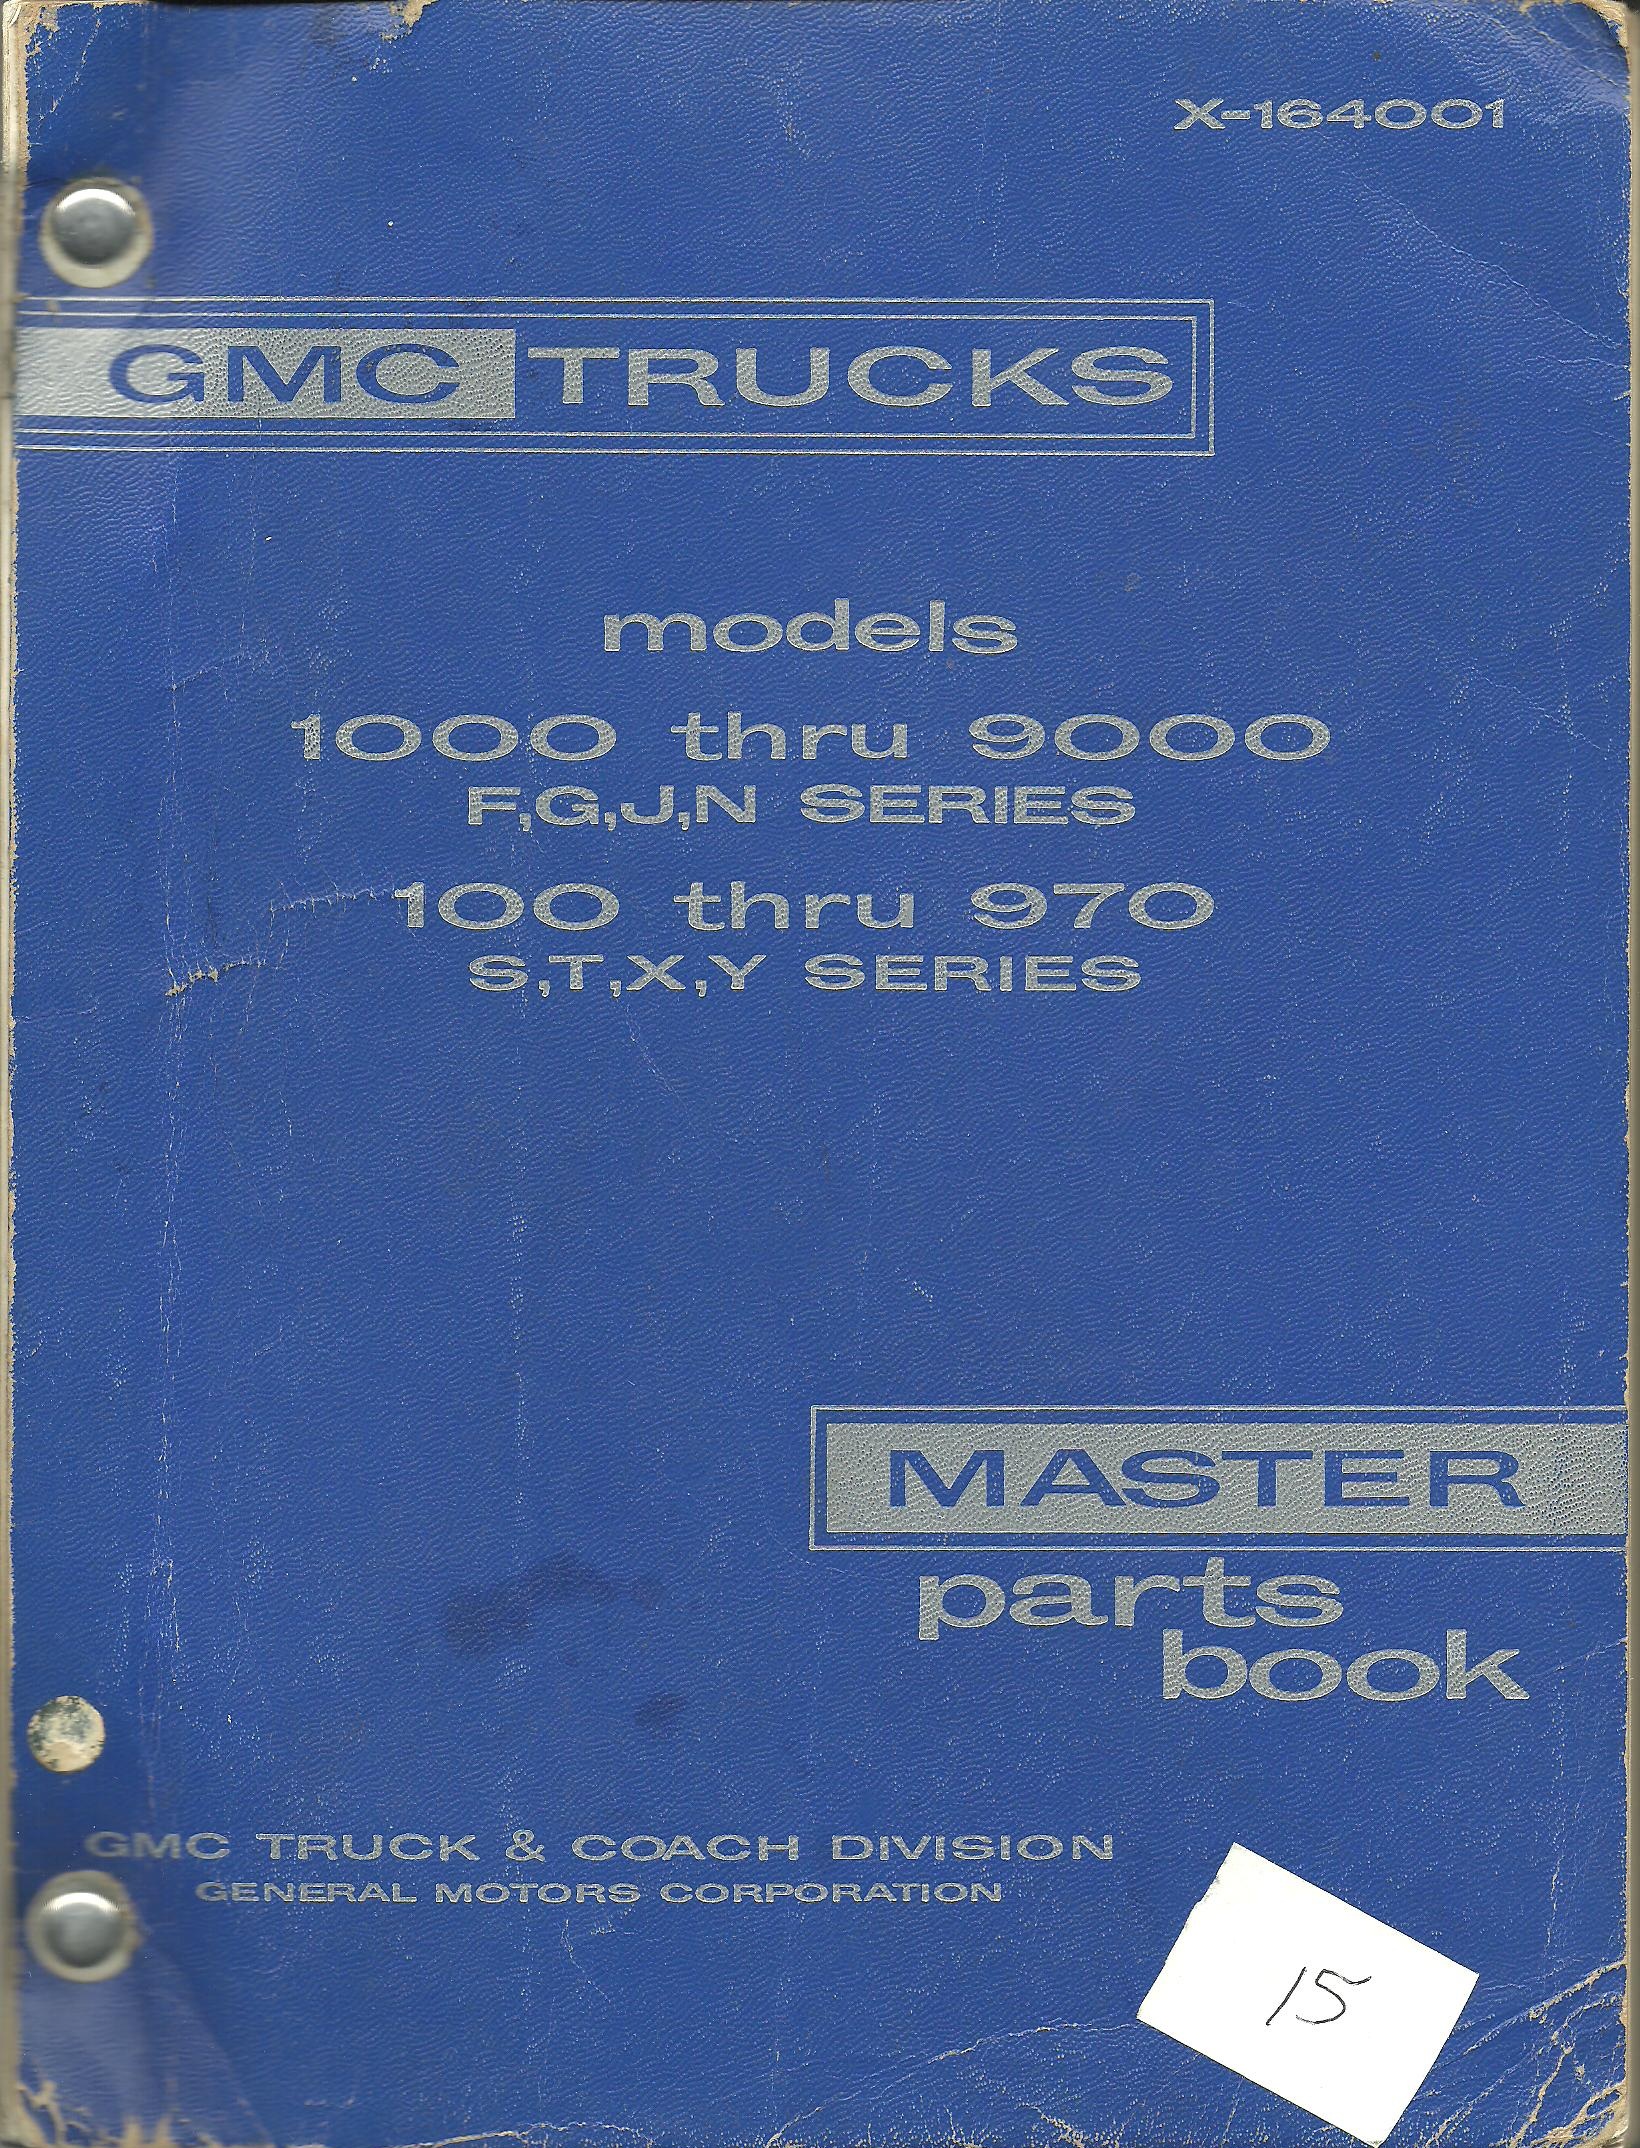 X-164001
GMC TRUCKS
models
1000 thru 9000
F,G,J,N SERIES
100 thru 970
S,T,X,Y SERIES
MASTER
parts
book
GMC TRUCK & COACH DIVISION
GENERAL MOTORS CORPORATION
15